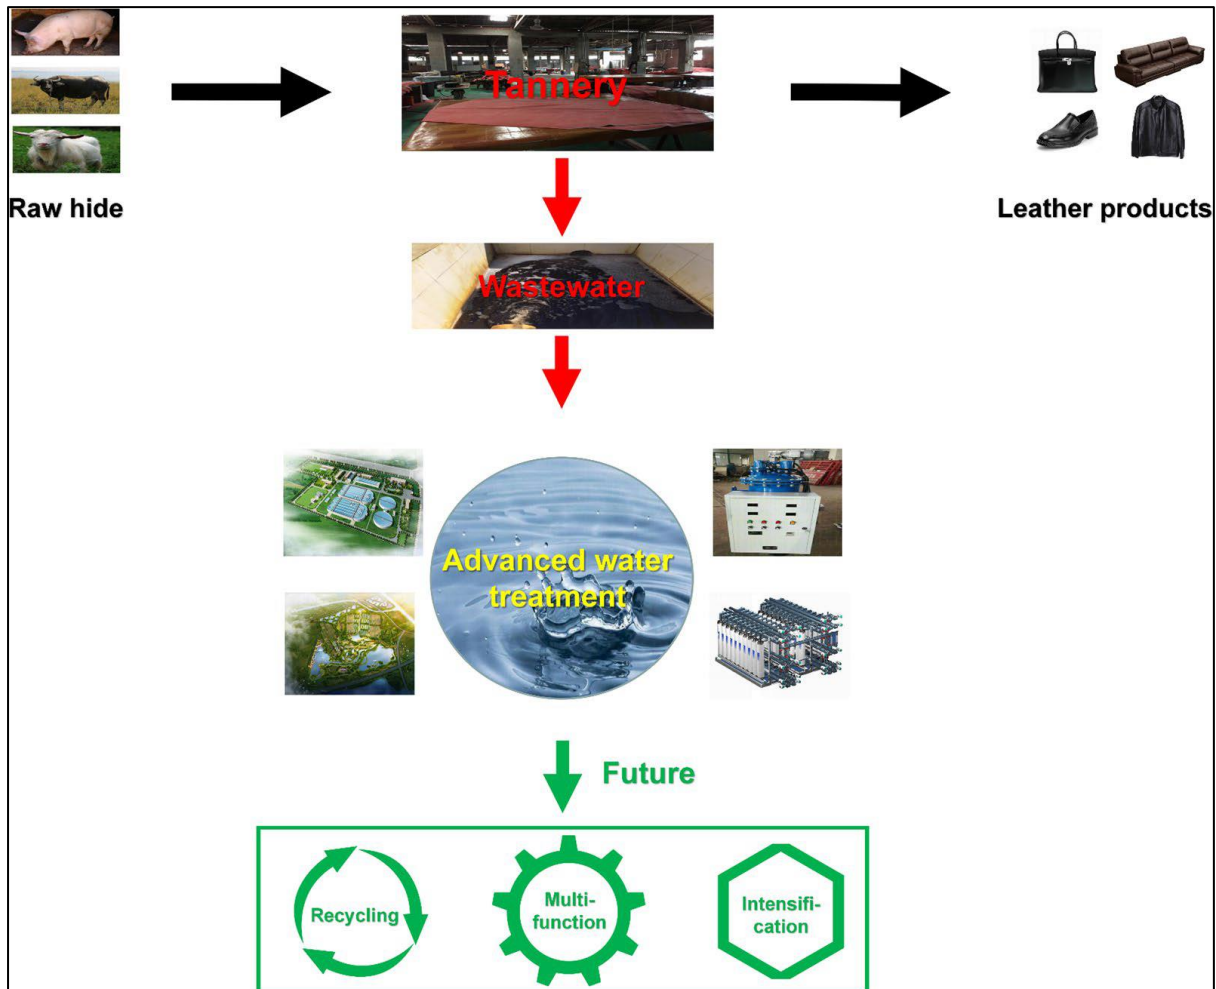 Tannery
Raw hide
Leather products
Wastewater
Advanced water
treatment
Future
Recycling
Multi-
function
Intensifi-
cation